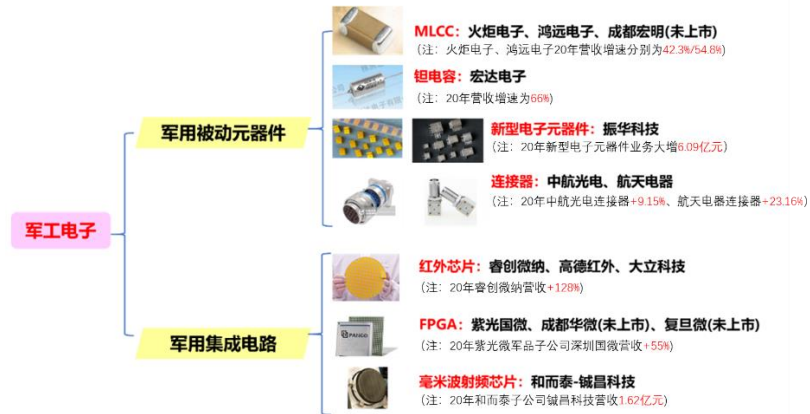 MLCC：火炬电子、鸿远电子、成都宏明(未上市)
(注：火炬电子、鸿远电子20年营收增速分别为42.3%/54.8%)
钽电容：宏达电子
(注：20年营收增速为66%)
军用被动元器件
新型电子元器件：振华科技
(注：20年新型电子元器件业务大增6.09亿元)
连接器：中航光电、航天电器
(注：20年中航光电连接器+9.15%、航天电器连接器+23.16%)
军工电子
红外芯片：睿创微纳、高德红外、大立科技
(注：20年睿创微纳营收+128%)
军用集成电路
FPGA：紫光国微、成都华微(未上市)、复旦微(未上市)
(注：20年紫光微军品子公司深圳国微营收+55%)
PANGO
毫米波射频芯片：和而泰-铖昌科技
(注：20年和而泰子公司铖昌科技营收1.62亿元)